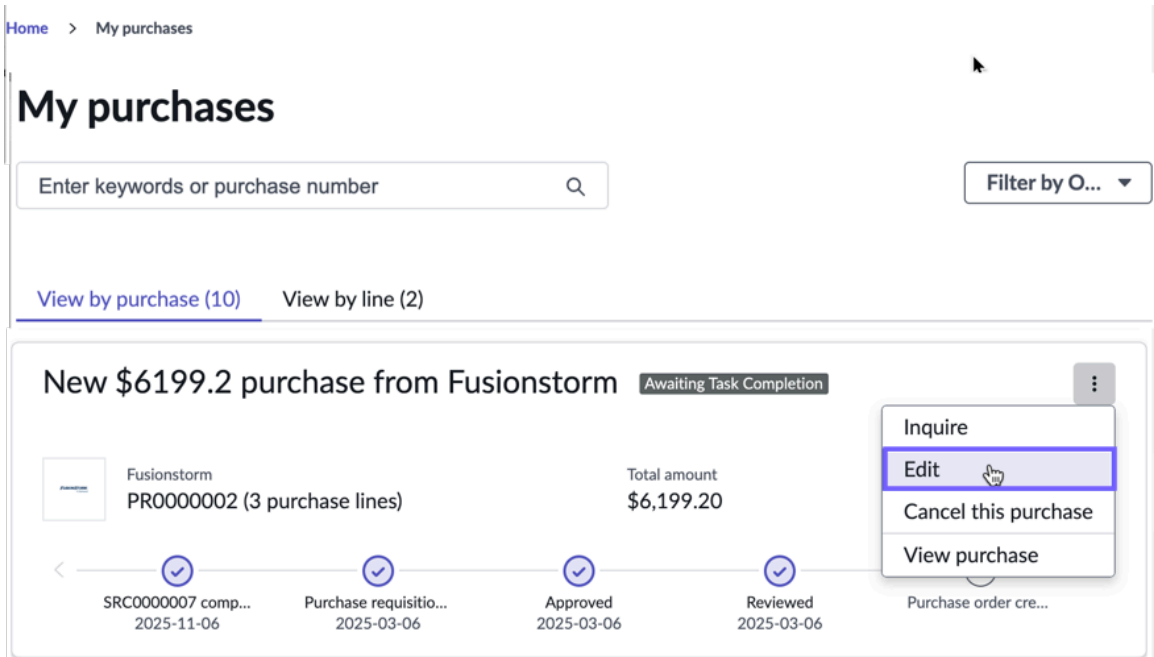 Home > My purchases
My purchases
Enter keywords or purchase number
Filter by O...
View by purchase (10) View by line (2)
New $6199.2 purchase from Fusionstorm Awaiting Task Completion
Inquire
Edit
Cancel this purchase
View purchase
Fusionstorm
PR0000002 (3 purchase lines)
Total amount
$6,199.20
SRC0000007 comp...
2025-11-06
Purchase requisitio...
2025-03-06
Approved
2025-03-06
Reviewed
2025-03-06
Purchase order cre...